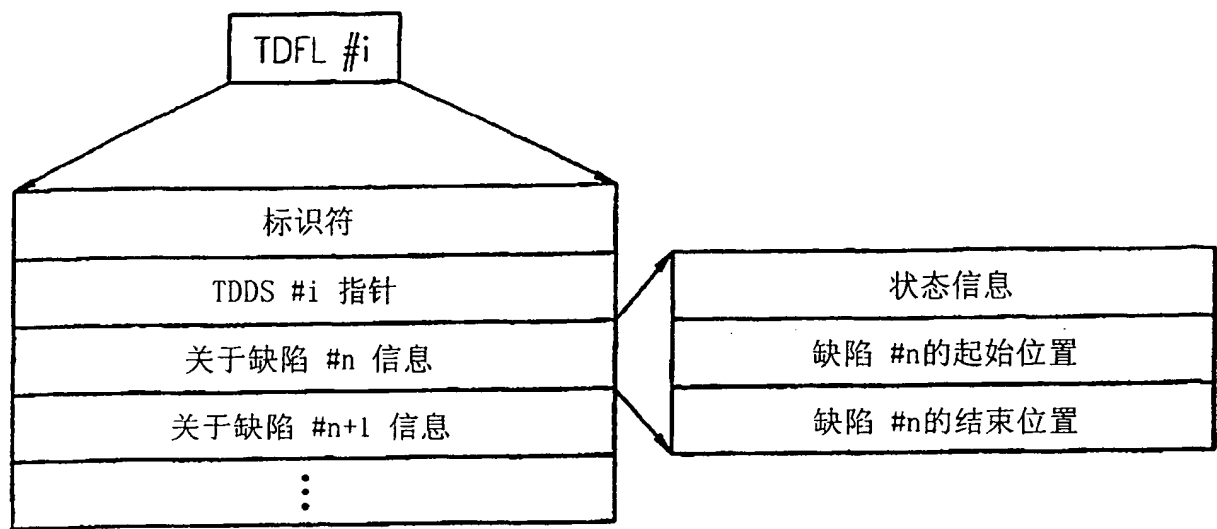 TDFL #i
标识符
TDDS #i 指针
关于缺陷 #n 信息
关于缺陷 #n+1 信息
⋮
状态信息
缺陷 #n的起始位置
缺陷 #n的结束位置